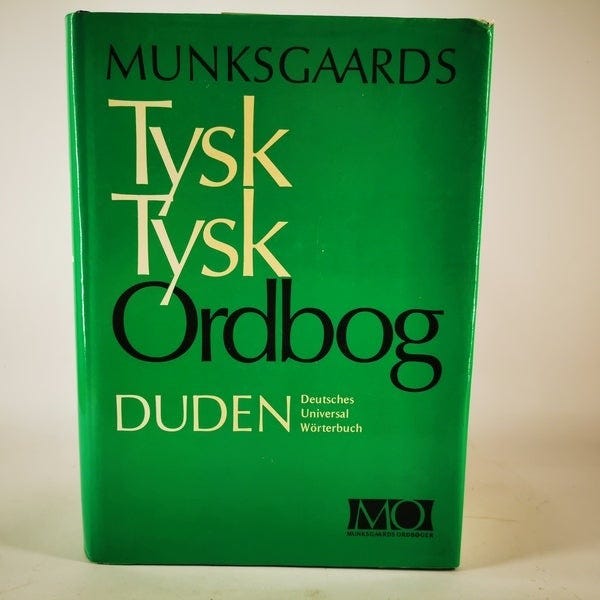 MUNKSGAARDS
Tysk
Tysk
Ordbog
DUDEN
Deutsches
Universal
Wörterbuch
MO
MUNKSGAARDS ORDBØGER